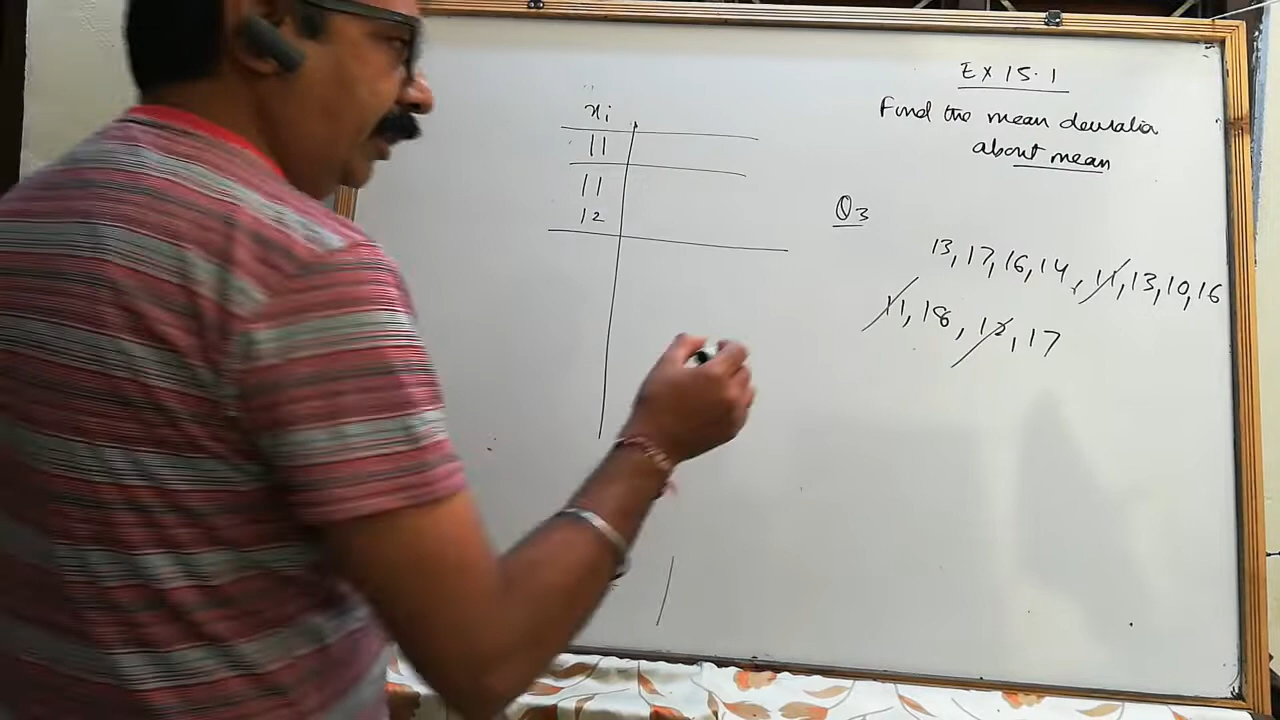 Ex 15.1
Find the mean deviation
about mean
xi
11
11
12
Q3
13, 17, 16, 14, 11, 13, 10, 16
11, 18, 12, 17